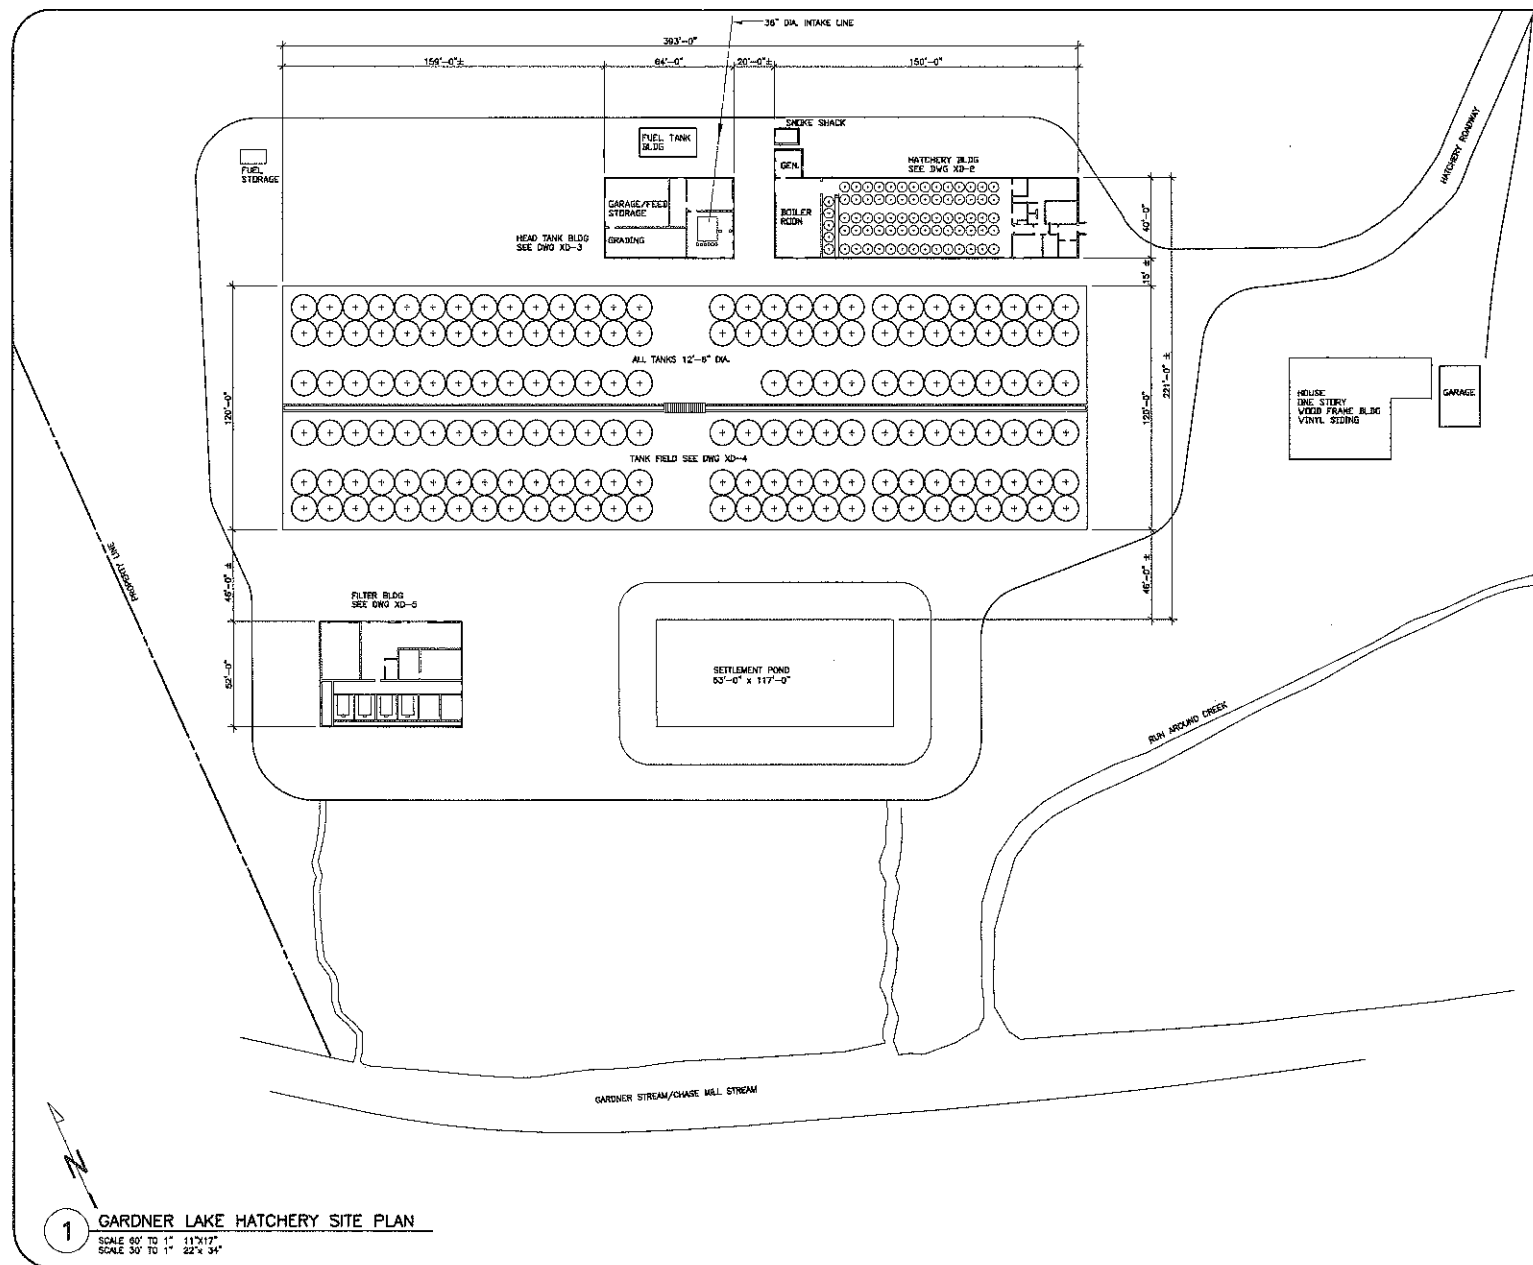 36" DIA. INTAKE LINE
393'-0"
159'-0"±
64'-0"
20'-0"±
150'-0"
SMOKE SHACK
FUEL TANK
BLDG
GEN.
HATCHERY BLDG
SEE DWG XD-2
HATCHERY ROADWAY
FUEL
STORAGE
GARAGE/FEED
STORAGE
BOILER
ROOM
GRADING
HEAD TANK BLDG
SEE DWG XD-3
40'-0"
15' ±
ALL TANKS 12'-6" DIA.
120'-0"
120'-0"
221'-0" ±
HOUSE
ONE STORY
WOOD FRAME BLDG
VINYL SIDING
GARAGE
TANK FIELD SEE DWG XD-4
PROPERTY LINE
46'-0" ±
46'-0" ±
FILTER BLDG
SEE DWG XD-5
52'-0"
SETTLEMENT POND
53'-0" x 117'-0"
RUN AROUND CREEK
GARDNER STREAM/CHASE MILL STREAM
N
1 GARDNER LAKE HATCHERY SITE PLAN
SCALE 60' TO 1" 11"X17"
SCALE 30' TO 1" 22"x 34"